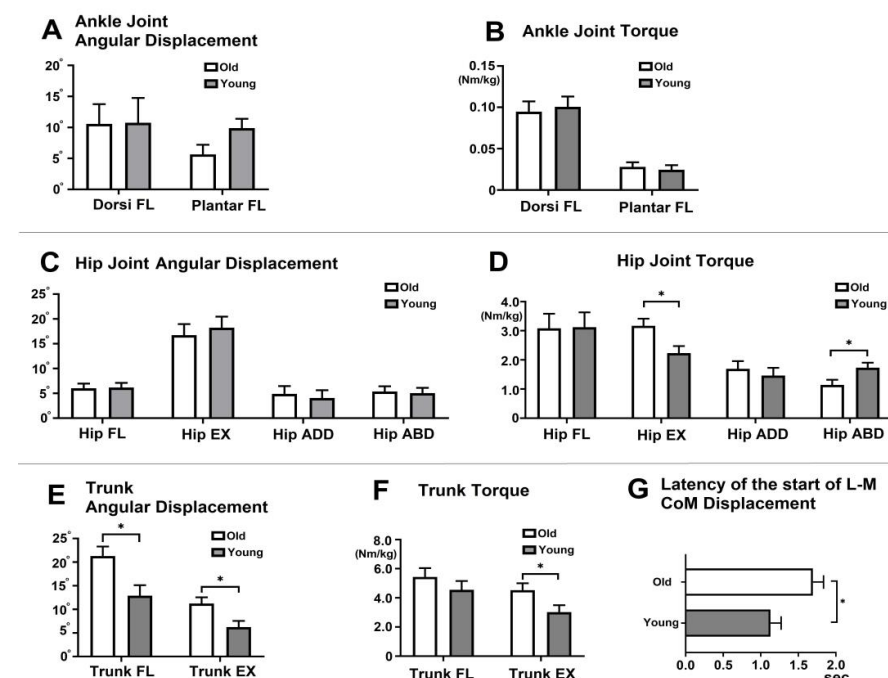 A Ankle Joint
Angular Displacement
20°
15°
10°
5°
0°
Old
Young
Dorsi FL Plantar FL
B Ankle Joint Torque
0.15
(Nm/kg)
0.10
0.05
0
Old
Young
Dorsi FL Plantar FL
C Hip Joint Angular Displacement
25°
20°
15°
10°
5°
0°
Old
Young
Hip FL Hip EX Hip ADD Hip ABD
D Hip Joint Torque
4.0
(Nm/kg)
3.0
2.0
1.0
0
*
*
Old
Young
Hip FL Hip EX Hip ADD Hip ABD
E Trunk
Angular Displacement
25°
20°
15°
10°
5°
0°
*
*
Old
Young
Trunk FL Trunk EX
F Trunk Torque
8.0
(Nm/kg)
6.0
4.0
2.0
0.0
*
Old
Young
Trunk FL Trunk EX
G Latency of the start of L-M
CoM Displacement
Old
Young
*
0.0 0.5 1.0 1.5 2.0
sec